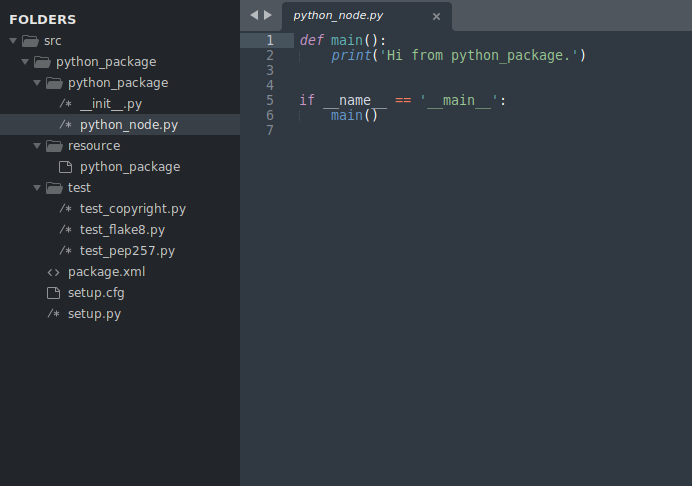 FOLDERS
src
python_package
python_package
/* __init__.py
/* python_node.py
resource
python_package
test
/* test_copyright.py
/* test_flake8.py
/* test_pep257.py
<> package.xml
setup.cfg
/* setup.py
python_node.py ×
1 def main():
2     print('Hi from python_package.')
3
4
5 if __name__ == '__main__':
6     main()
7